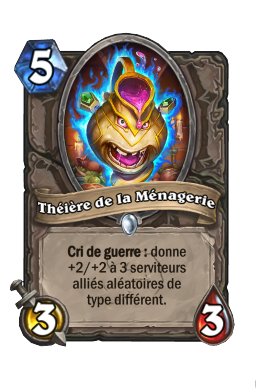 5
Théière de la Ménagerie
Cri de guerre : donne
+2/+2 à 3 serviteurs
alliés aléatoires de
type différent.
3 3